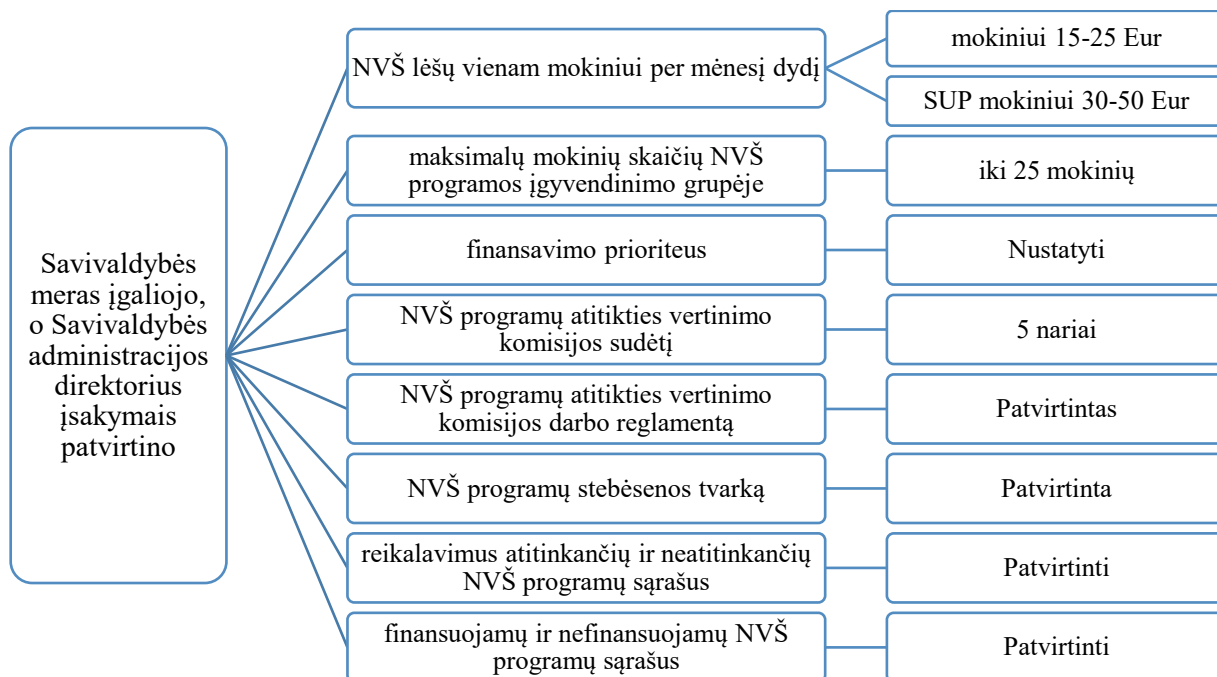 Savivaldybės
meras įgaliojo,
o Savivaldybės
administracijos
direktorius
įsakymais
patvirtino
NVŠ lėšų vienam mokiniui per mėnesį dydį
mokiniui 15-25 Eur
SUP mokiniui 30-50 Eur
maksimalų mokinių skaičių NVŠ
programos įgyvendinimo grupėje
iki 25 mokinių
finansavimo prioriteus
Nustatyti
NVŠ programų atitikties vertinimo
komisijos sudėtį
5 nariai
NVŠ programų atitikties vertinimo
komisijos darbo reglamentą
Patvirtintas
NVŠ programų stebėsenos tvarką
Patvirtinta
reikalavimus atitinkančių ir neatitinkančių
NVŠ programų sąrašus
Patvirtinti
finansuojamų ir nefinansuojamų NVŠ
programų sąrašus
Patvirtinti